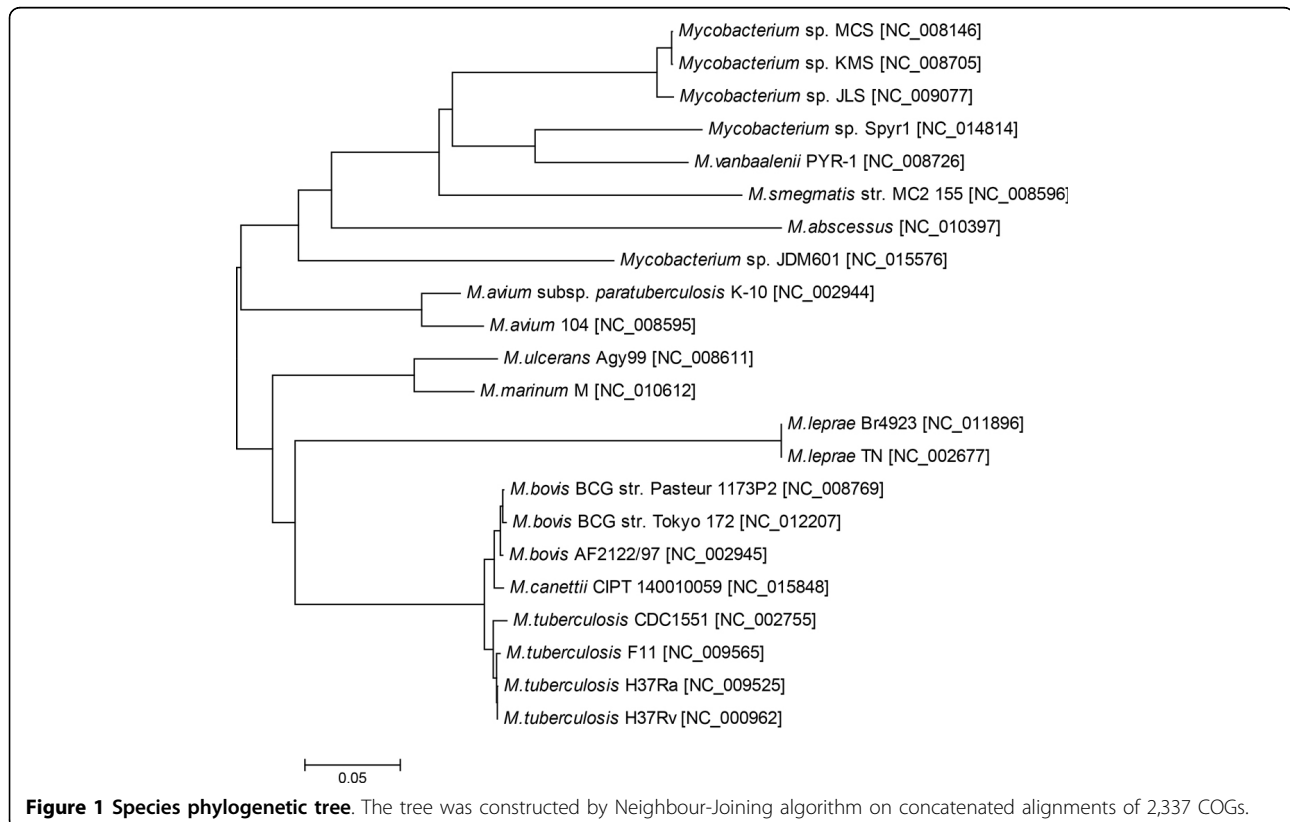 Mycobacterium sp. MCS [NC_008146]
Mycobacterium sp. KMS [NC_008705]
Mycobacterium sp. JLS [NC_009077]
Mycobacterium sp. Spyr1 [NC_014814]
M.vanbaalenii PYR-1 [NC_008726]
M.smegmatis str. MC2 155 [NC_008596]
M.abscessus [NC_010397]
Mycobacterium sp. JDM601 [NC_015576]
M.avium subsp. paratuberculosis K-10 [NC_002944]
M.avium 104 [NC_008595]
M.ulcerans Agy99 [NC_008611]
M.marinum M [NC_010612]
M.leprae Br4923 [NC_011896]
M.leprae TN [NC_002677]
M.bovis BCG str. Pasteur 1173P2 [NC_008769]
M.bovis BCG str. Tokyo 172 [NC_012207]
M.bovis AF2122/97 [NC_002945]
M.canettii CIPT 140010059 [NC_015848]
M.tuberculosis CDC1551 [NC_002755]
M.tuberculosis F11 [NC_009565]
M.tuberculosis H37Ra [NC_009525]
M.tuberculosis H37Rv [NC_000962]
0.05
Figure 1 Species phylogenetic tree. The tree was constructed by Neighbour-Joining algorithm on concatenated alignments of 2,337 COGs.